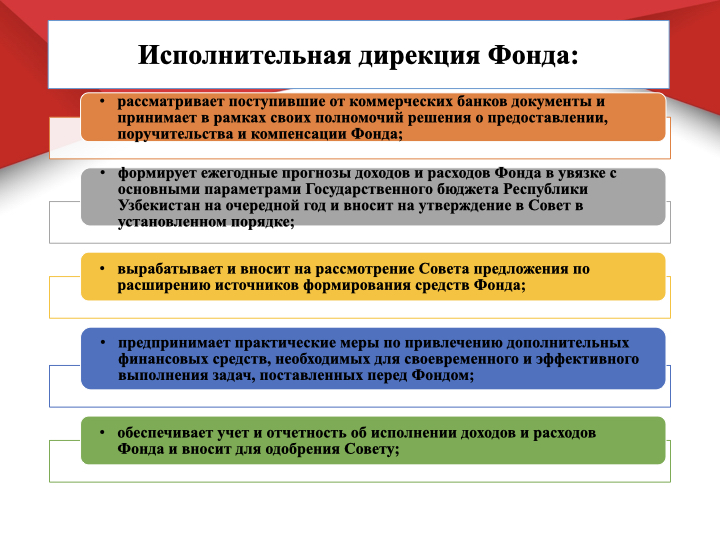 Исполнительная дирекция Фонда:
• рассматривает поступившие от коммерческих банков документы и
принимает в рамках своих полномочий решения о предоставлении,
поручительства и компенсации Фонда;
• формирует ежегодные прогнозы доходов и расходов Фонда в увязке с
основными параметрами Государственного бюджета Республики
Узбекистан на очередной год и вносит на утверждение в Совет в
установленном порядке;
• вырабатывает и вносит на рассмотрение Совета предложения по
расширению источников формирования средств Фонда;
• предпринимает практические меры по привлечению дополнительных
финансовых средств, необходимых для своевременного и эффективного
выполнения задач, поставленных перед Фондом;
• обеспечивает учет и отчетность об исполнении доходов и расходов
Фонда и вносит для одобрения Совету;